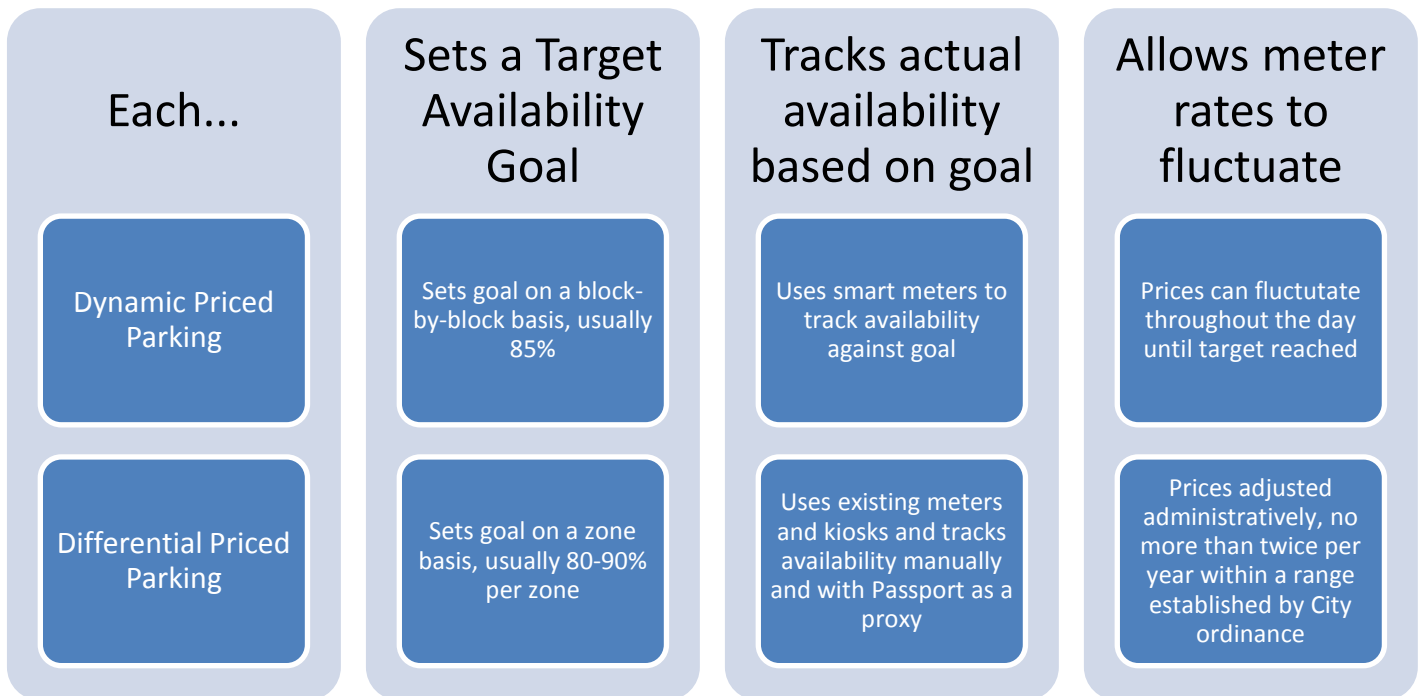 Each...
Sets a Target
Availability
Goal
Tracks actual
availability
based on goal
Allows meter
rates to
fluctuate
Dynamic Priced
Parking
Sets goal on a block-
by-block basis, usually
85%
Uses smart meters to
track availability
against goal
Prices can fluctutate
throughout the day
until target reached
Differential Priced
Parking
Sets goal on a zone
basis, usually 80-90%
per zone
Uses existing meters
and kiosks and tracks
availability manually
and with Passport as a
proxy
Prices adjusted
administratively, no
more than twice per
year within a range
established by City
ordinance